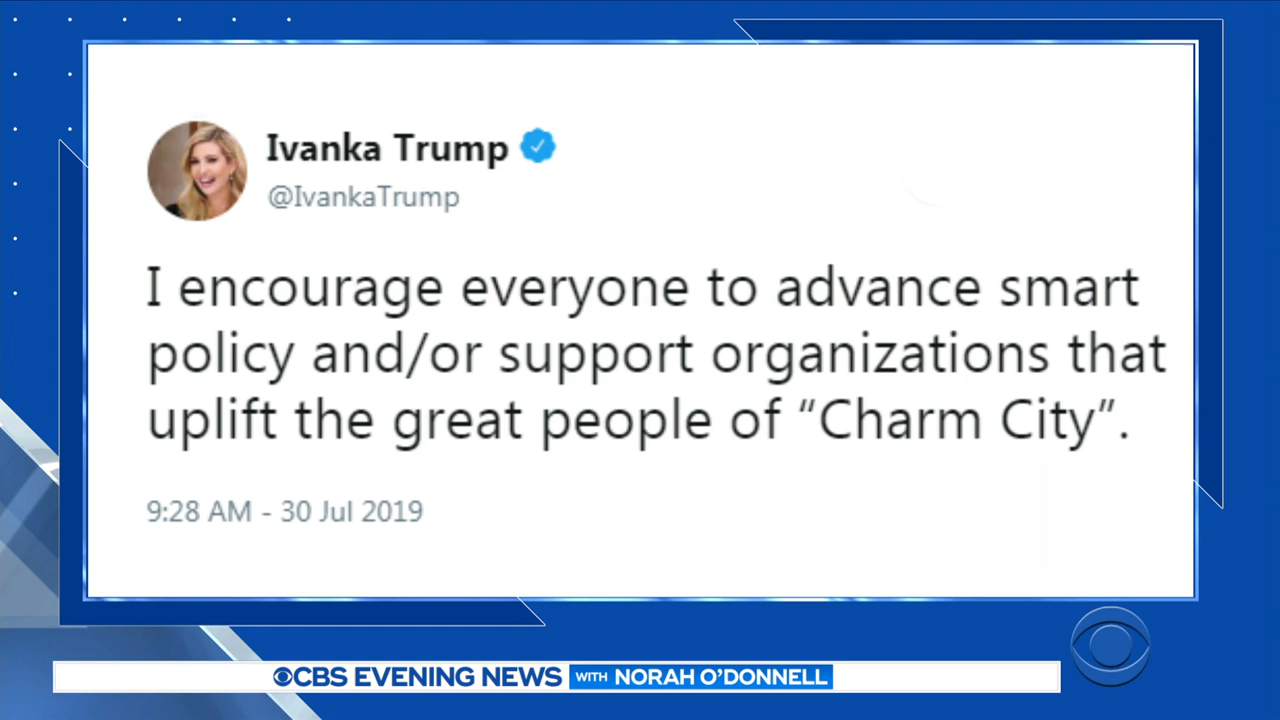 Ivanka Trump
@IvankaTrump
I encourage everyone to advance smart
policy and/or support organizations that
uplift the great people of “Charm City”.
9:28 AM - 30 Jul 2019
CBS EVENING NEWS WITH NORAH O'DONNELL